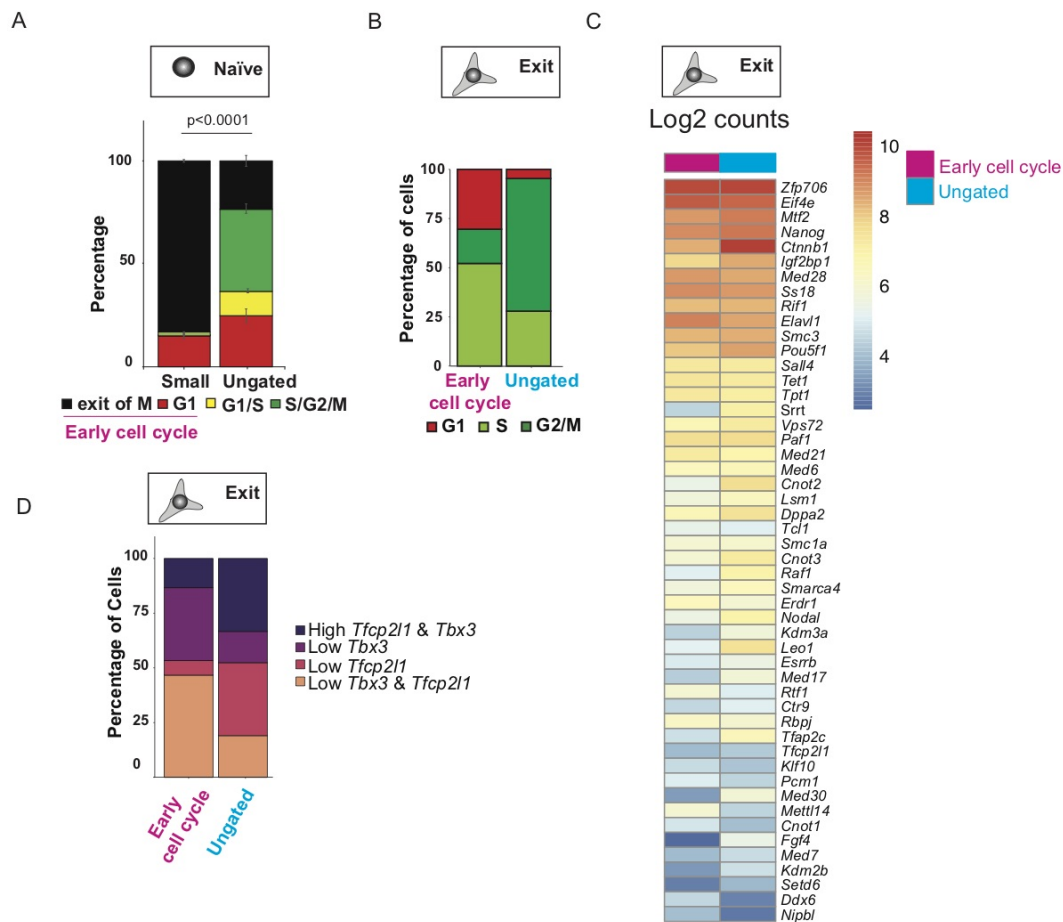 A
Naïve
p<0.0001
100
50
0
Percentage
Small Ungated
exit of M G1 G1/S S/G2/M
Early cell cycle
B
Exit
100
75
50
25
0
Percentage of cells
Early
cell cycle
Ungated
G1 S G2/M
C
Exit
Log2 counts
10
8
6
4
Early cell cycle
Ungated
Zfp706
Eif4e
Mtf2
Nanog
Ctnnb1
Igf2bp1
Med28
Ss18
Rif1
Elavl1
Smc3
Pou5f1
Sall4
Tet1
Tpt1
Srrt
Vps72
Paf1
Med21
Med6
Cnot2
Lsm1
Dppa2
Tcl1
Smc1a
Cnot3
Raf1
Smarca4
Erdr1
Nodal
Kdm3a
Leo1
Esrrb
Med17
Rtf1
Ctr9
Rbpj
Tfap2c
Tfcp2l1
Klf10
Pcm1
Med30
Mettl14
Cnot1
Fgf4
Med7
Kdm2b
Setd6
Ddx6
Nipbl
D
Exit
100
75
50
25
0
Percentage of Cells
Early
cell cycle
Ungated
High Tfcp2l1 & Tbx3
Low Tbx3
Low Tfcp2l1
Low Tbx3 & Tfcp2l1